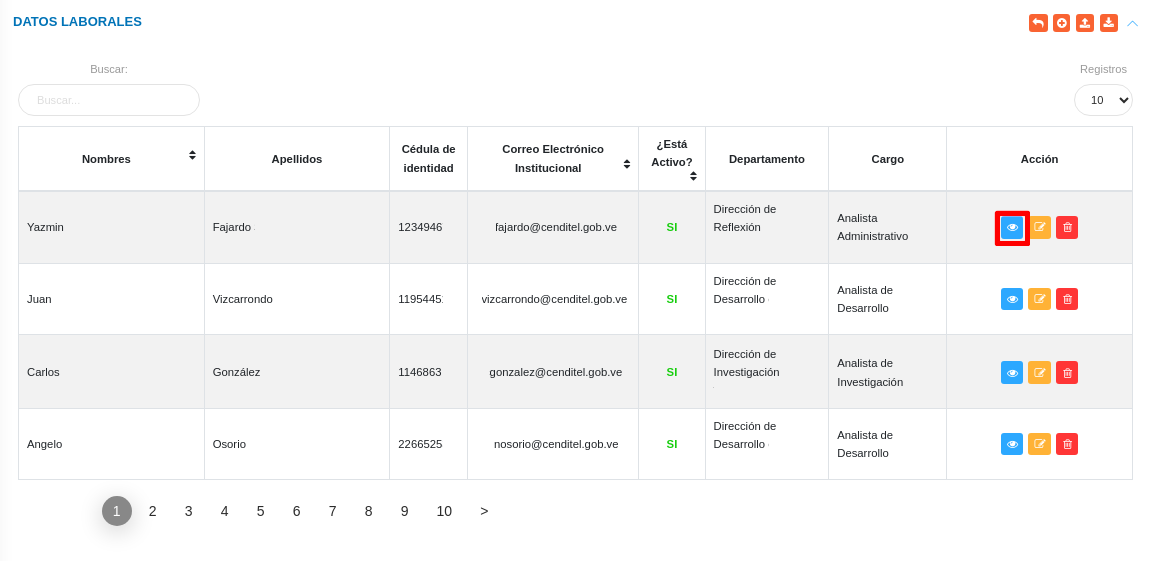 DATOS LABORALES
Buscar:
Registros
Buscar...
10
Nombres
Apellidos
Cédula de
identidad
Correo Electrónico
Institucional
¿Está
Activo?
Departamento
Cargo
Acción
Yazmin
Fajardo
1234946
fajardo@cenditel.gob.ve
SI
Dirección de
Reflexión
Analista
Administrativo
Juan
Vizcarrondo
1195445
vizcarrondo@cenditel.gob.ve
SI
Dirección de
Desarrollo
Analista de
Desarrollo
Carlos
González
1146863
gonzalez@cenditel.gob.ve
SI
Dirección de
Investigación
Analista de
Investigación
Angelo
Osorio
2266525
nosorio@cenditel.gob.ve
SI
Dirección de
Desarrollo
Analista de
Desarrollo
1 2 3 4 5 6 7 8 9 10 >